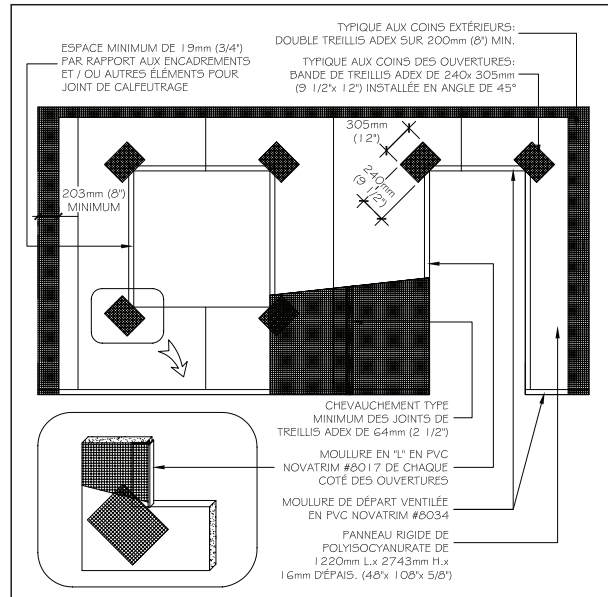 ESPACE MINIMUM DE 19mm (3/4")
PAR RAPPORT AUX ENCADREMENTS
ET / OU AUTRES ÉLÉMENTS POUR
JOINT DE CALFEUTRAGE
TYPIQUE AUX COINS EXTÉRIEURS:
DOUBLE TREILLIS ADEX SUR 200mm (8") MIN.
TYPIQUE AUX COINS DES OUVERTURES:
BANDE DE TREILLIS ADEX DE 240x 305mm
(9 1/2"x 12") INSTALLÉE EN ANGLE DE 45°
305mm
(12")
240mm
(9 1/2")
203mm (8")
MINIMUM
CHEVAUCHEMENT TYPE
MINIMUM DES JOINTS DE
TREILLIS ADEX DE 64mm (2 1/2")
MOULURE EN "L" EN PVC
NOVATRIM #8017 DE CHAQUE
COTÉ DES OUVERTURES
MOULURE DE DÉPART VENTILÉE
EN PVC NOVATRIM #8034
PANNEAU RIGIDE DE
POLYISOCYANURATE DE
1220mm L.x 2743mm H.x
16mm D'ÉPAIS. (48"x 108"x 5/8")